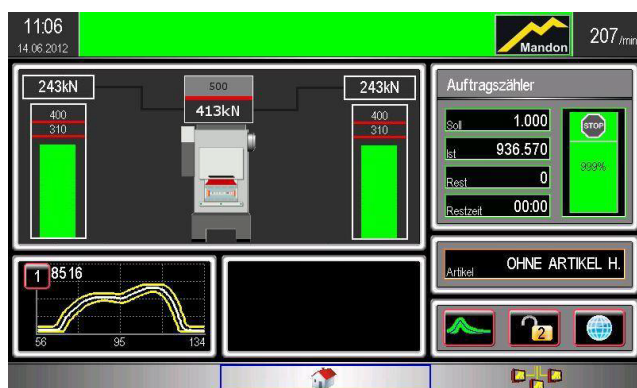 11:06
14.06.2012
Mandon
207/min
243kN
400
310
500
413kN
243kN
400
310
Auftragszähler
Soll 1.000
Ist 936.570
Rest 0
Restzeit 00:00
STOP
999%
1 8516
56 95 134
Artikel OHNE ARTIKEL H.
2